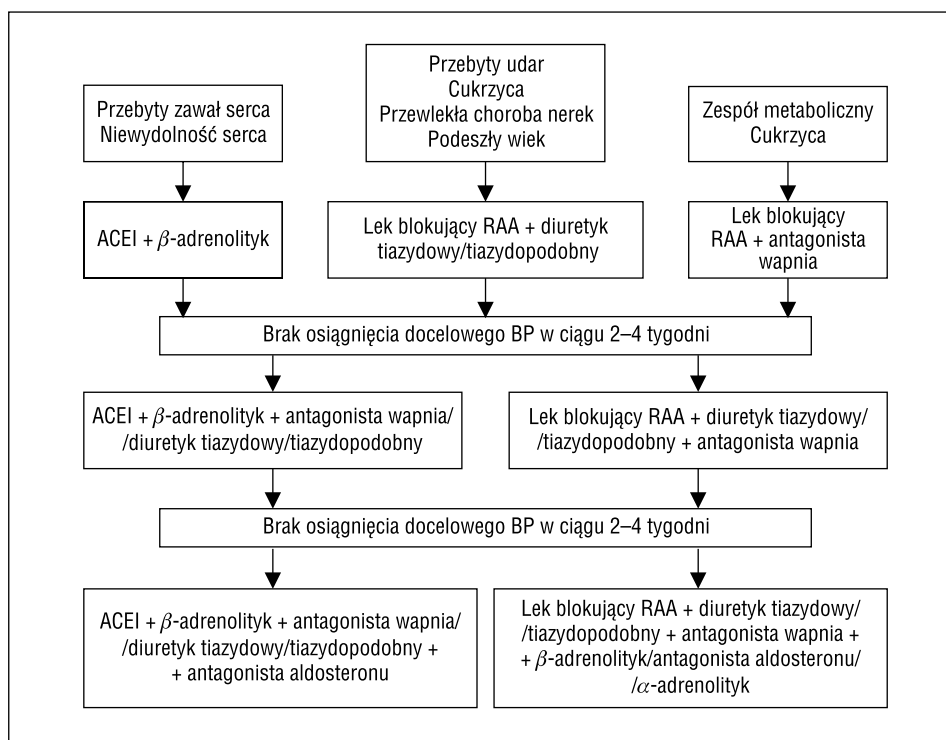 Przebyty zawał serca
Niewydolność serca
Przebyty udar
Cukrzyca
Przewlekła choroba nerek
Podeszły wiek
Zespół metaboliczny
Cukrzyca
ACEI + β-adrenolityk
Lek blokujący RAA + diuretyk
tiazydowy/tiazydopodobny
Lek blokujący
RAA + antagonista
wapnia
Brak osiągnięcia docelowego BP w ciągu 2–4 tygodni
ACEI + β-adrenolityk + antagonista wapnia/
/diuretyk tiazydowy/tiazydopodobny
Lek blokujący RAA + diuretyk tiazydowy/
/tiazydopodobny + antagonista wapnia
Brak osiągnięcia docelowego BP w ciągu 2–4 tygodni
ACEI + β-adrenolityk + antagonista wapnia/
/diuretyk tiazydowy/tiazydopodobny +
+ antagonista aldosteronu
Lek blokujący RAA + diuretyk tiazydowy/
/tiazydopodobny + antagonista wapnia +
+ β-adrenolityk/antagonista aldosteronu/
/α-adrenolityk